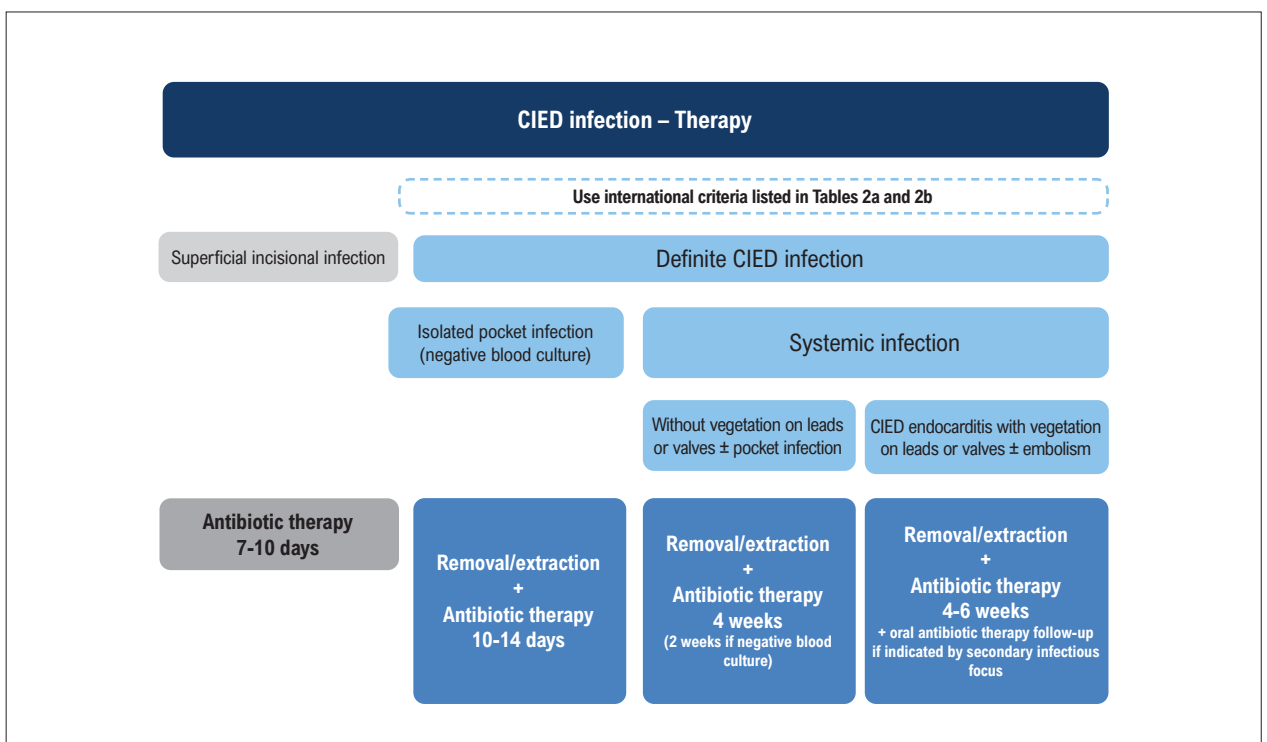 CIED infection – Therapy
Use international criteria listed in Tables 2a and 2b
Superficial incisional infection
Definite CIED infection
Isolated pocket infection
(negative blood culture)
Systemic infection
Without vegetation on leads
or valves ± pocket infection
CIED endocarditis with vegetation
on leads or valves ± embolism
Antibiotic therapy
7-10 days
Removal/extraction
+
Antibiotic therapy
10-14 days
Removal/extraction
+
Antibiotic therapy
4 weeks
(2 weeks if negative blood
culture)
Removal/extraction
+
Antibiotic therapy
4-6 weeks
+ oral antibiotic therapy follow-up
if indicated by secondary infectious
focus